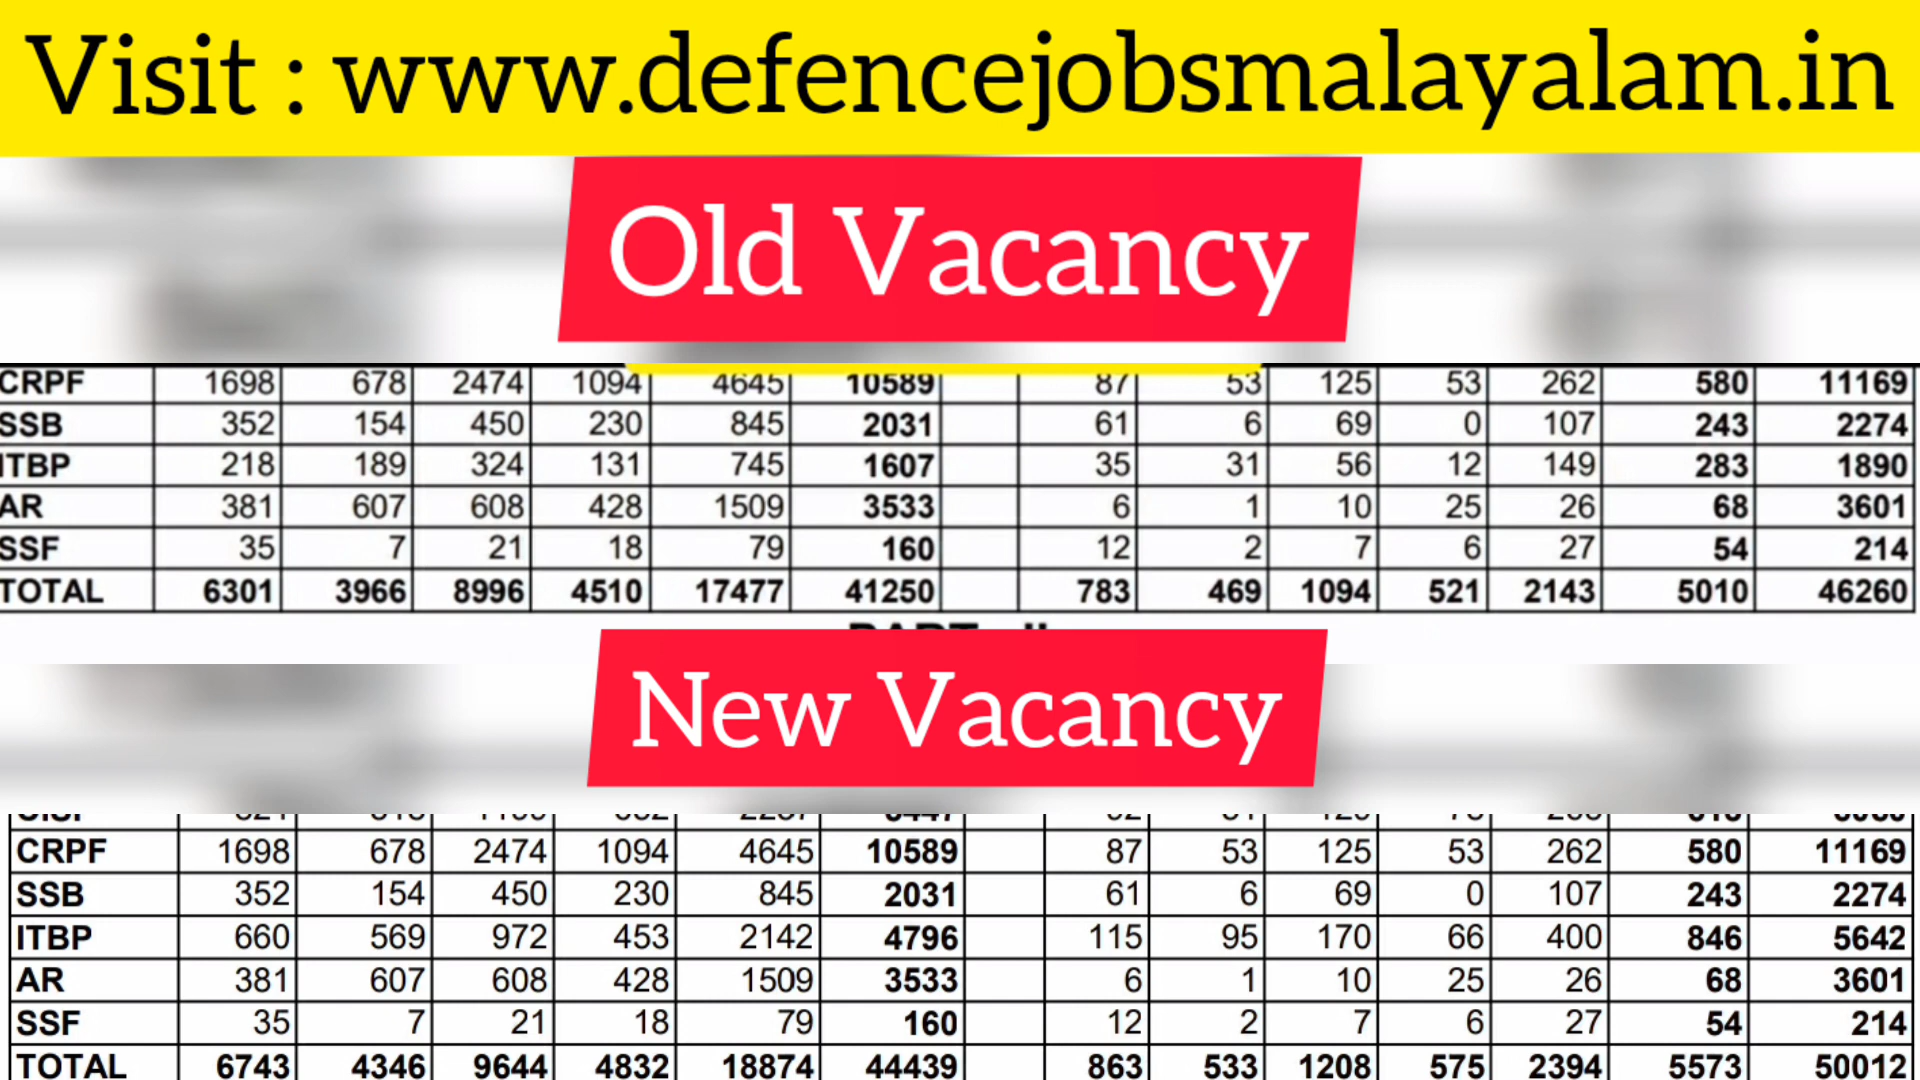 Visit : www.defencejobsmalayalam.in
Old Vacancy
CRPF 1698 678 2474 1094 4645 10589 87 53 125 53 262 580 11169
SSB 352 154 450 230 845 2031 61 6 69 0 107 243 2274
ITBP 218 189 324 131 745 1607 35 31 56 12 149 283 1890
AR 381 607 608 428 1509 3533 6 1 10 25 26 68 3601
SSF 35 7 21 18 79 160 12 2 7 6 27 54 214
TOTAL 6301 3966 8996 4510 17477 41250 783 469 1094 521 2143 5010 46260
New Vacancy
CRPF 1698 678 2474 1094 4645 10589 87 53 125 53 262 580 11169
SSB 352 154 450 230 845 2031 61 6 69 0 107 243 2274
ITBP 660 569 972 453 2142 4796 115 95 170 66 400 846 5642
AR 381 607 608 428 1509 3533 6 1 10 25 26 68 3601
SSF 35 7 21 18 79 160 12 2 7 6 27 54 214
TOTAL 6743 4346 9644 4832 18874 44439 863 533 1208 575 2394 5573 50012